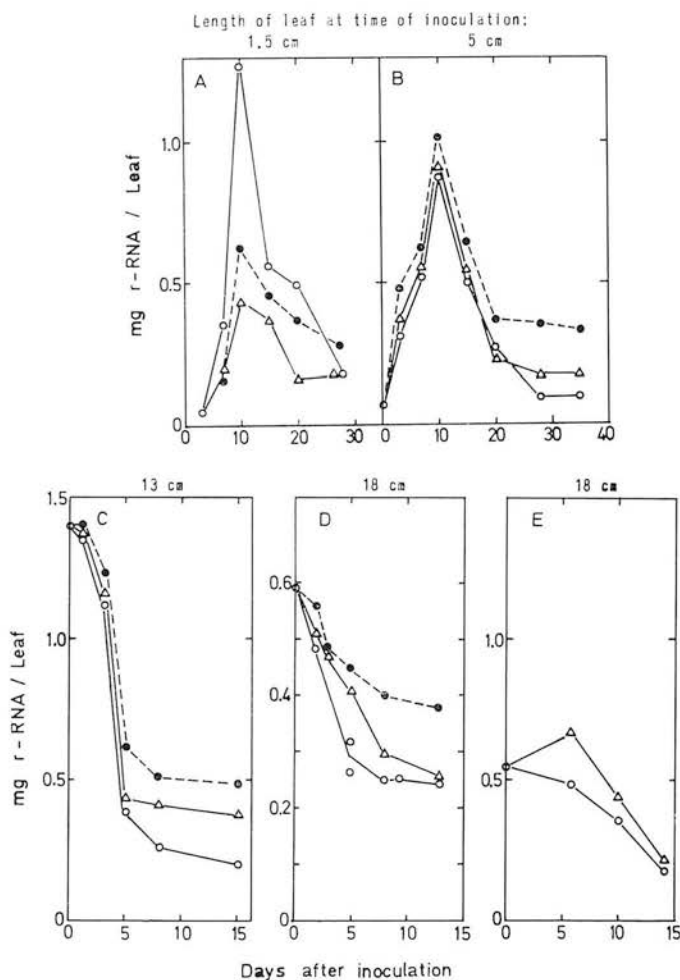 Length of leaf at time of inoculation:
1.5 cm 5 cm
A B
1.0
0.5
0
mg r-RNA / Leaf
0 10 20 30 0 10 20 30 40
13 cm 18 cm 18 cm
1.5 C D E
1.0
0.5
0
0.6
0.4
0.2
0
1.0
0.5
0
mg r-RNA / Leaf
0 5 10 15 0 5 10 15 0 5 10 15
Days after inoculation